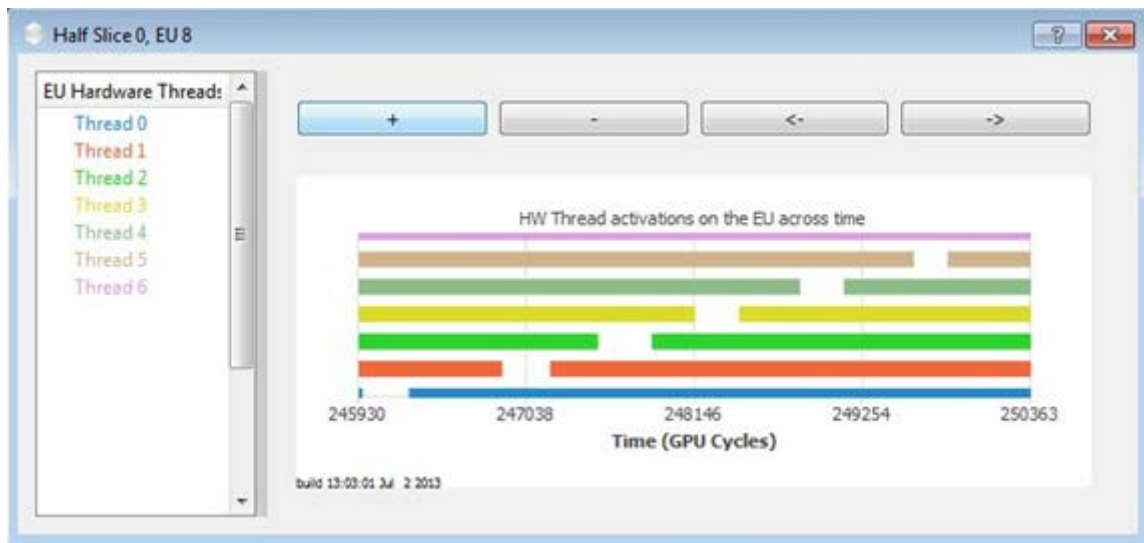 Half Slice 0, EU 8
EU Hardware Threads
Thread 0
Thread 1
Thread 2
Thread 3
Thread 4
Thread 5
Thread 6
+ - <- ->
HW Thread activations on the EU across time
245930 247038 248146 249254 250363
Time (GPU Cycles)
build 13:03:01 Jul 2 2013